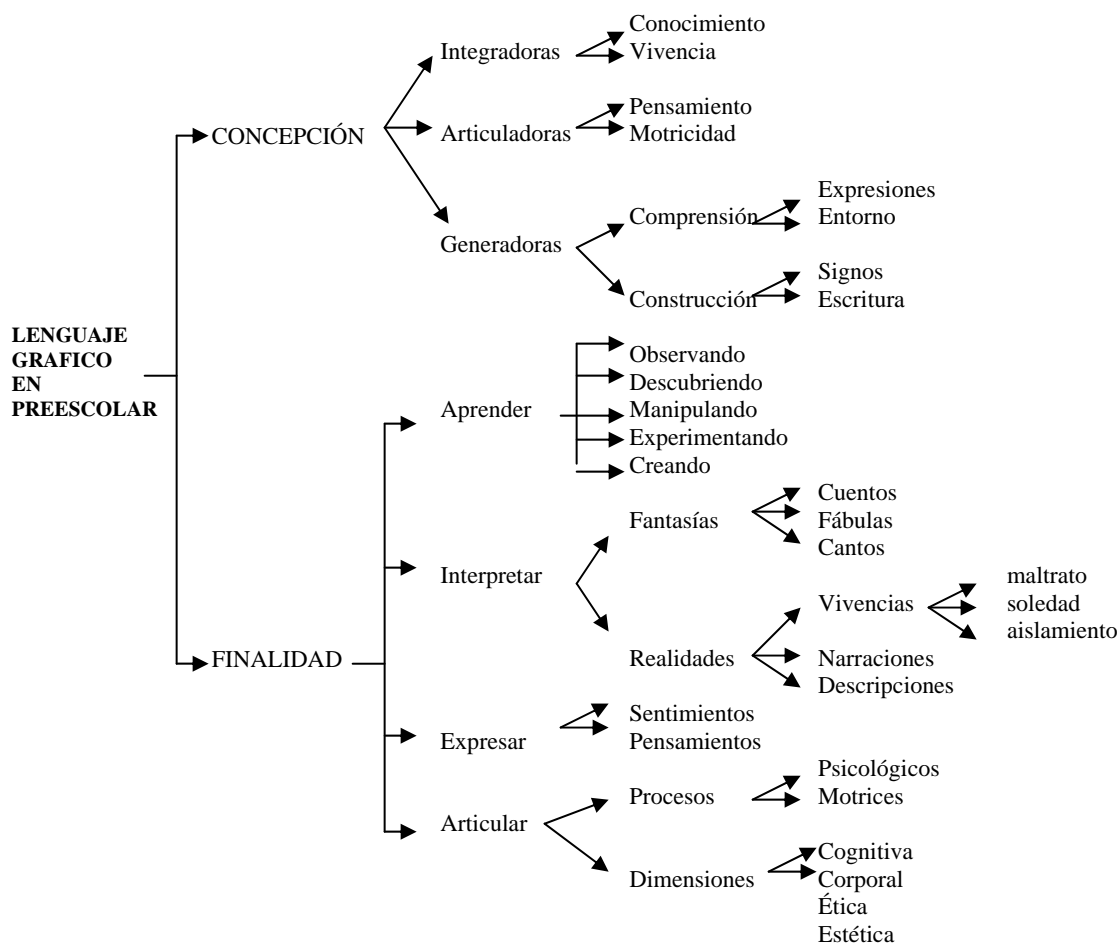 LENGUAJE
GRAFICO
EN
PREESCOLAR
CONCEPCIÓN
Integradoras
Conocimiento
Vivencia
Articuladoras
Pensamiento
Motricidad
Generadoras
Comprensión
Expresiones
Entorno
Construcción
Signos
Escritura
FINALIDAD
Aprender
Observando
Descubriendo
Manipulando
Experimentando
Creando
Interpretar
Fantasías
Cuentos
Fábulas
Cantos
Realidades
Vivencias
maltrato
soledad
aislamiento
Narraciones
Descripciones
Expresar
Sentimientos
Pensamientos
Articular
Procesos
Psicológicos
Motrices
Dimensiones
Cognitiva
Corporal
Ética
Estética